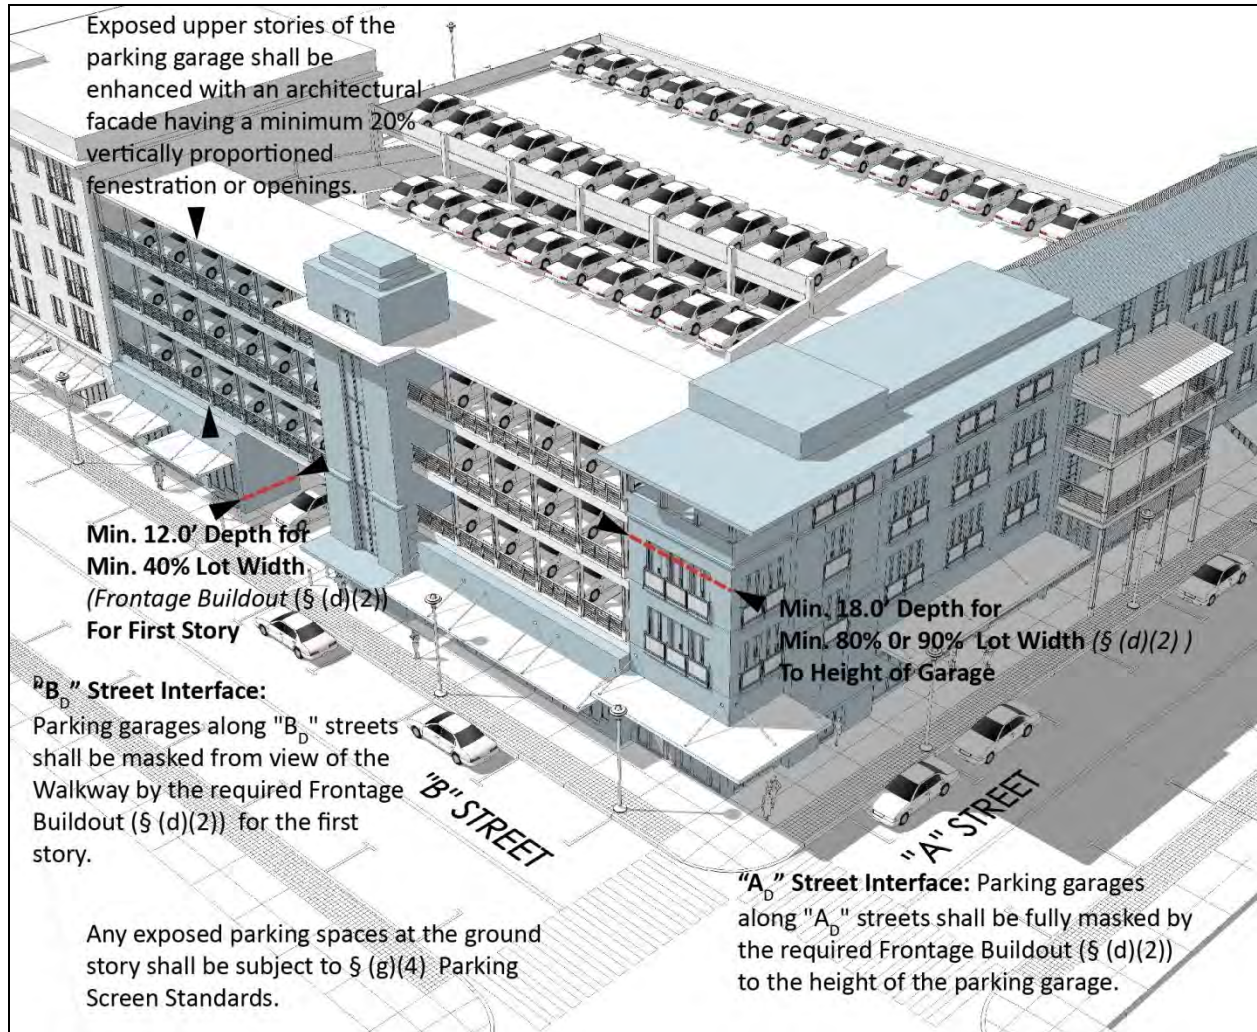 Exposed upper stories of the
parking garage shall be
enhanced with an architectural
facade having a minimum 20%
vertically proportioned
fenestration or openings.
Min. 12.0' Depth for
Min. 40% Lot Width
(Frontage Buildout (§ (d)(2))
For First Story
Min. 18.0' Depth for
Min. 80% 0r 90% Lot Width (§ (d)(2) )
To Height of Garage
"B_D" Street Interface:
Parking garages along "B_D" streets
shall be masked from view of the
Walkway by the required Frontage
Buildout (§ (d)(2)) for the first
story.
"B" STREET
"A" STREET
"A_D" Street Interface: Parking garages
along "A_D" streets shall be fully masked by
the required Frontage Buildout (§ (d)(2))
to the height of the parking garage.
Any exposed parking spaces at the ground
story shall be subject to § (g)(4) Parking
Screen Standards.